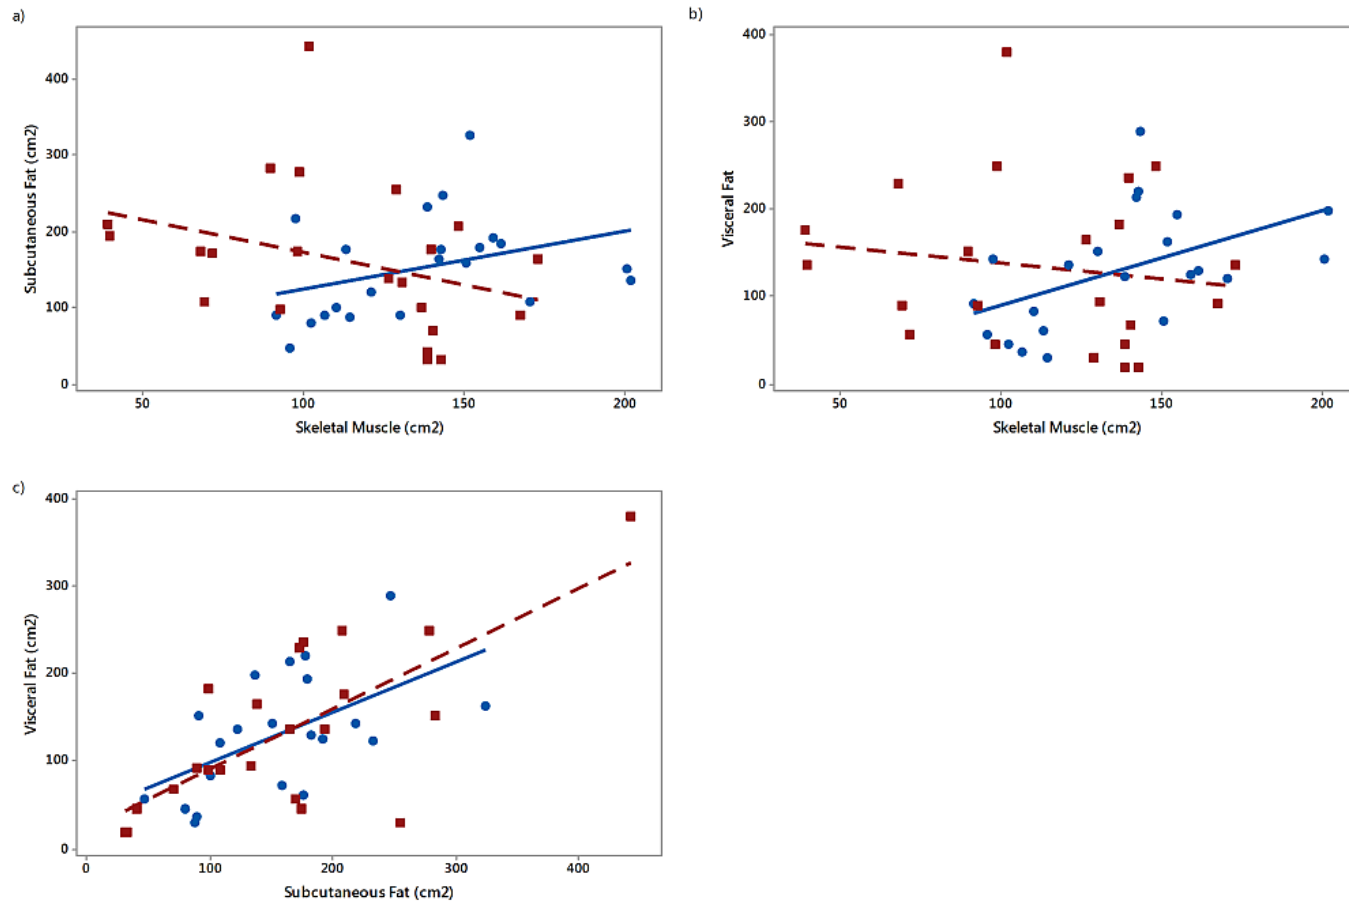 a)
Subcutaneous Fat (cm2)
400
300
200
100
0
50 100 150 200
Skeletal Muscle (cm2)
b)
Visceral Fat
400
300
200
100
0
50 100 150 200
Skeletal Muscle (cm2)
c)
Visceral Fat (cm2)
400
300
200
100
0
0 100 200 300 400
Subcutaneous Fat (cm2)